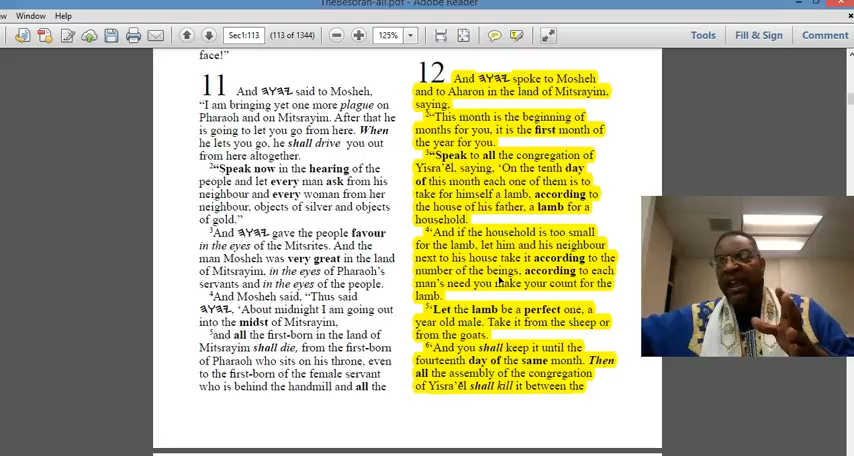 TheBesorah-all.pdf - Adobe Reader
Window Help
Sec1:113 (113 of 1344) 125% Tools Fill & Sign Comment
face!”
11 And 𐤉𐤄𐤅𐤄 said to Mosheh,
“I am bringing yet one more plague on
Pharaoh and on Mitsrayim. After that he
is going to let you go from here. When
he lets you go, he shall drive you out
from here altogether.
2“Speak now in the hearing of the
people and let every man ask from his
neighbour and every woman from her
neighbour, objects of silver and objects
of gold.”
3And 𐤉𐤄𐤅𐤄 gave the people favour
in the eyes of the Mitsrites. And the
man Mosheh was very great in the land
of Mitsrayim, in the eyes of Pharaoh’s
servants and in the eyes of the people.
4And Mosheh said, “Thus said
𐤉𐤄𐤅𐤄, ‘About midnight I am going out
into the midst of Mitsrayim,
5and all the first-born in the land of
Mitsrayim shall die, from the first-born
of Pharaoh who sits on his throne, even
to the first-born of the female servant
who is behind the handmill and all the
12 And 𐤉𐤄𐤅𐤄 spoke to Mosheh
and to Aharon in the land of Mitsrayim,
saying,
2“This month is the beginning of
months for you, it is the first month of
the year for you.
3“Speak to all the congregation of
Yisra’ĕl, saying, ‘On the tenth day
of this month each one of them is to
take for himself a lamb, according to
the house of his father, a lamb for a
household.
4‘And if the household is too small
for the lamb, let him and his neighbour
next to his house take it according to the
number of the beings, according to each
man’s need you make your count for the
lamb.
5‘Let the lamb be a perfect one, a
year old male. Take it from the sheep or
from the goats.
6‘And you shall keep it until the
fourteenth day of the same month. Then
all the assembly of the congregation
of Yisra’ĕl shall kill it between the